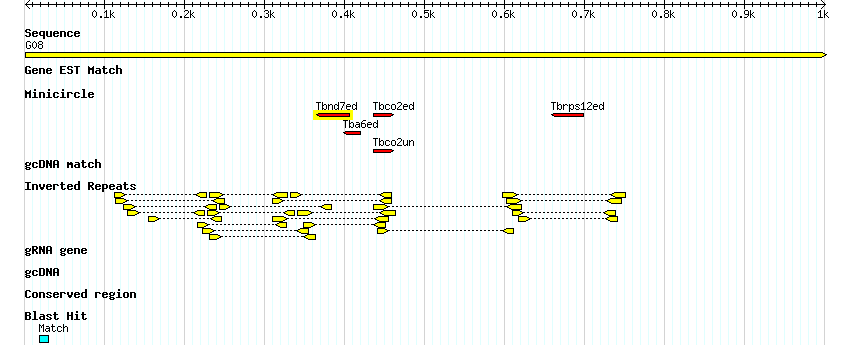 0.1k 0.2k 0.3k 0.4k 0.5k 0.6k 0.7k 0.8k 0.9k 1k
Sequence
G08
Gene EST Match
Minicircle
Tbnd7ed Tbco2ed Tbrps12ed
Tba6ed
Tbco2un
gcDNA match
Inverted Repeats
gRNA gene
gcDNA
Conserved region
Blast Hit
Match